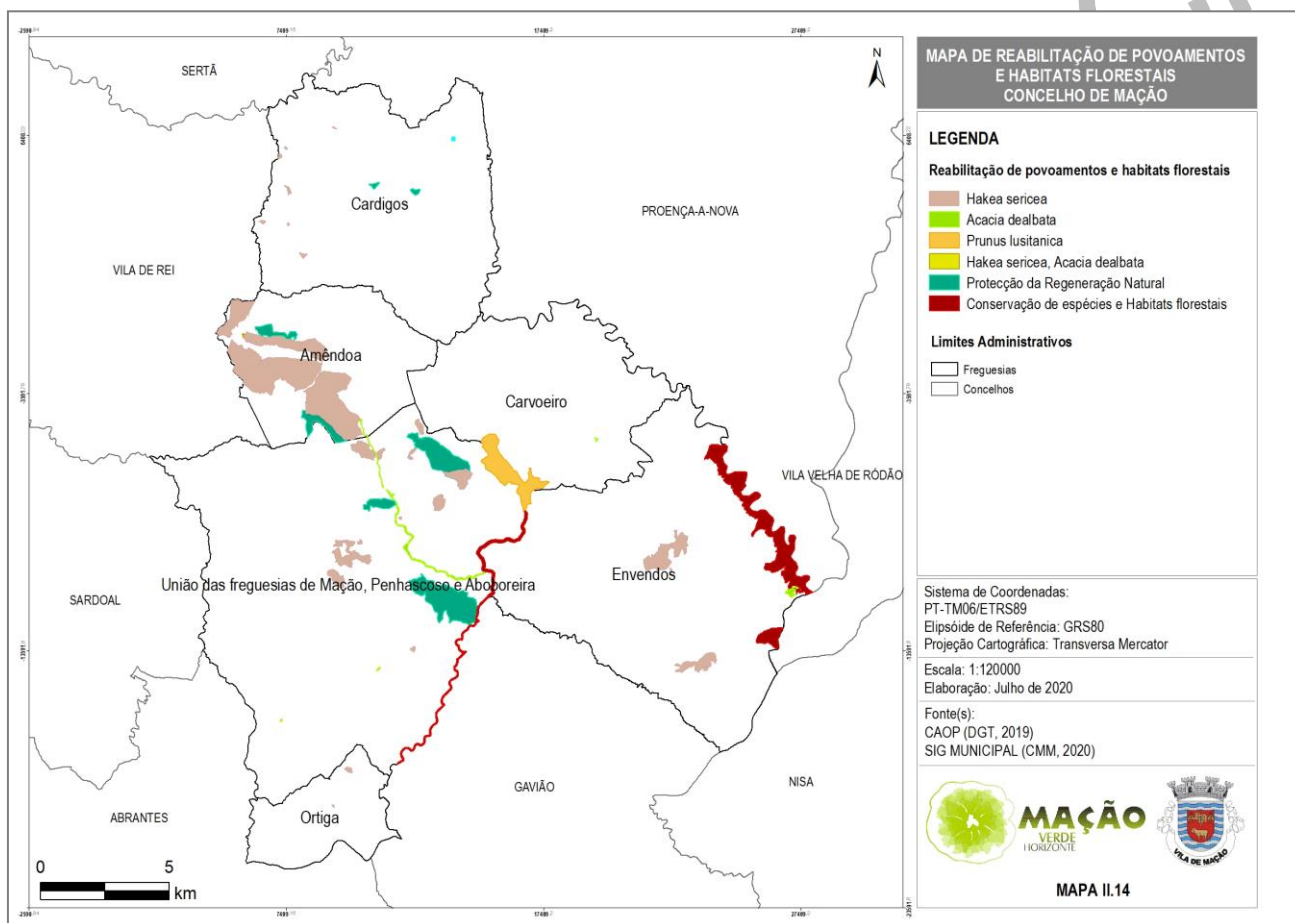 MAPA DE REABILITAÇÃO DE POVOAMENTOS
E HABITATS FLORESTAIS
CONCELHO DE MAÇÃO
LEGENDA
Reabilitação de povoamentos e habitats florestais
Hakea sericea
Acacia dealbata
Prunus lusitanica
Hakea sericea, Acacia dealbata
Protecção da Regeneração Natural
Conservação de espécies e Habitats florestais
Limites Administrativos
Freguesias
Concelhos
Sistema de Coordenadas:
PT-TM06/ETRS89
Elipsóide de Referência: GRS80
Projeção Cartográfica: Transversa Mercator
Escala: 1:120000
Elaboração: Julho de 2020
Fonte(s):
CAOP (DGT, 2019)
SIG MUNICIPAL (CMM, 2020)
MAÇÃO
VERDE
HORIZONTE
VILA DE MAÇÃO
MAPA II.14
N
SERTÃ
Cardigos
PROENÇA-A-NOVA
VILA DE REI
Amêndoa
Carvoeiro
VILA VELHA DE RÓDÃO
Envendos
União das freguesias de Mação, Penhascoso e Aboboreira
SARDOAL
GAVIÃO
NISA
ABRANTES
Ortiga
0 5
km